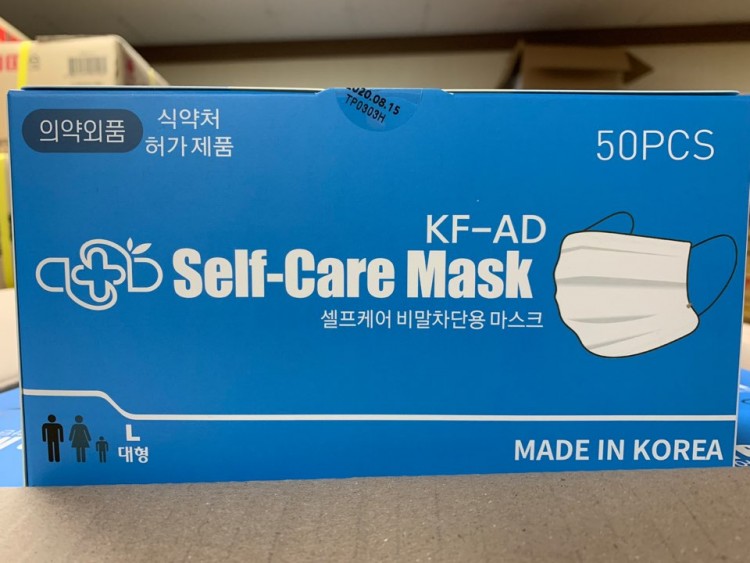 2020.08.15
TP0303H
의약외품
식약처
허가 제품
50PCS
KF-AD
Self-Care Mask
셀프케어 비말차단용 마스크
L
대형
MADE IN KOREA